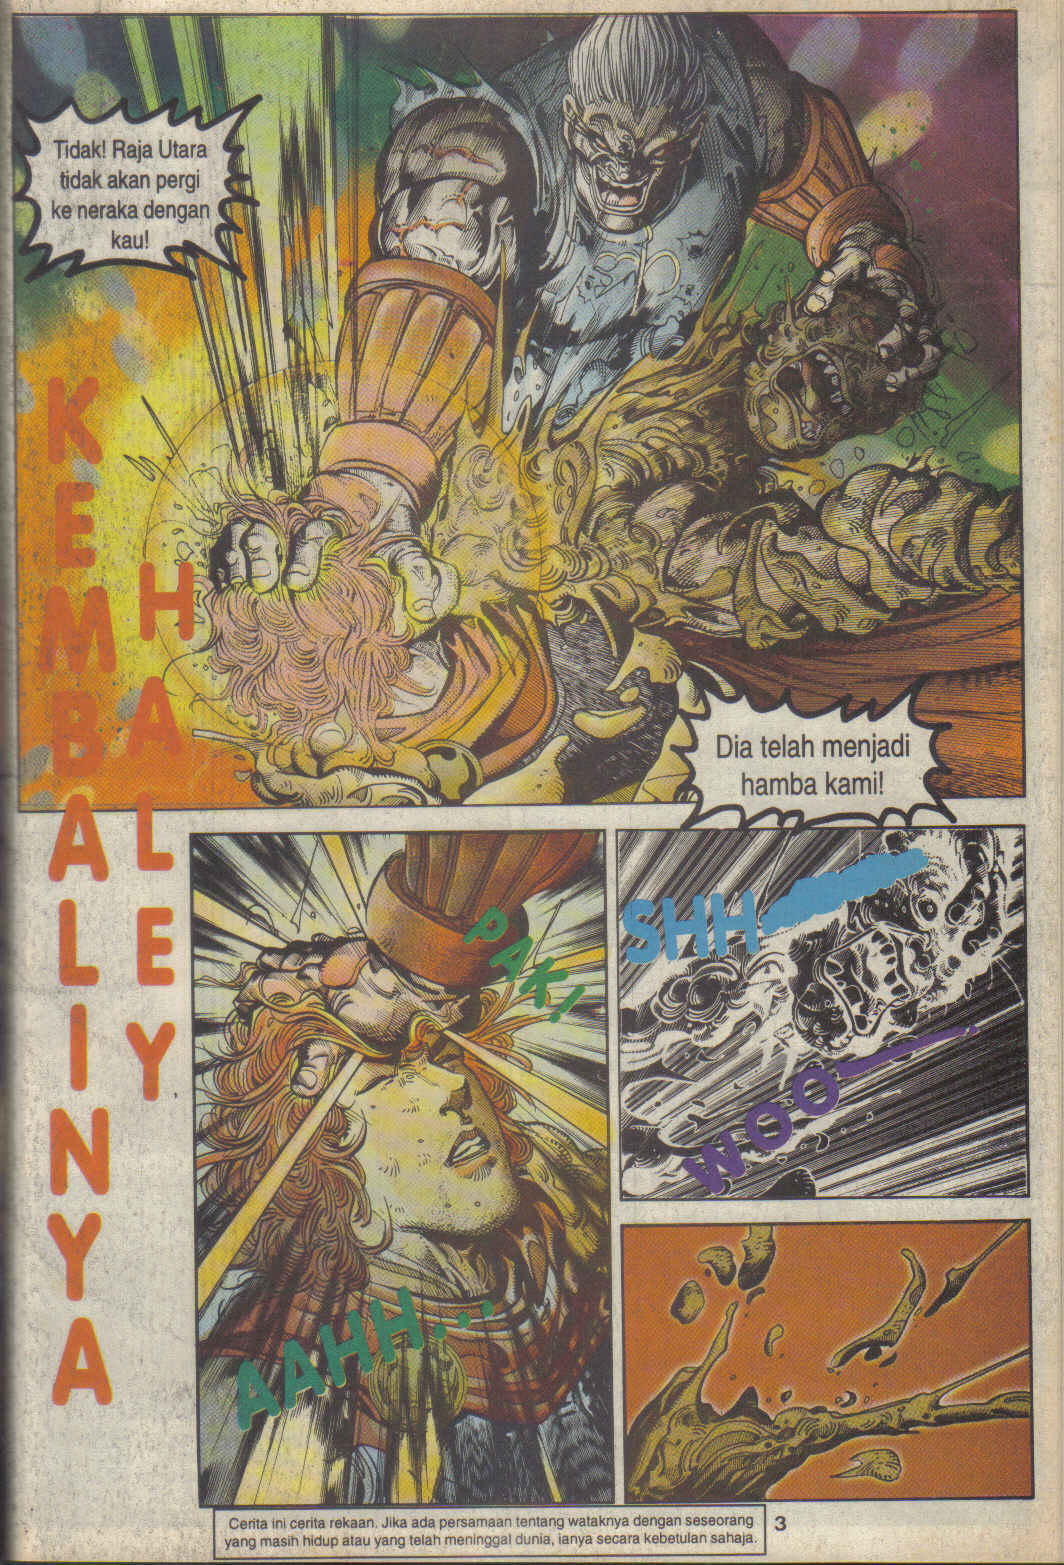 Tidak! Raja Utara
tidak akan pergi
ke neraka dengan
kau!
KEMBALINYA
HALEY
Dia telah menjadi
hamba kami!
PAK!
SHH
WOO
AAHH..
Cerita ini cerita rekaan. Jika ada persamaan tentang wataknya dengan seseorang
yang masih hidup atau yang telah meninggal dunia, ianya secara kebetulan sahaja.
3